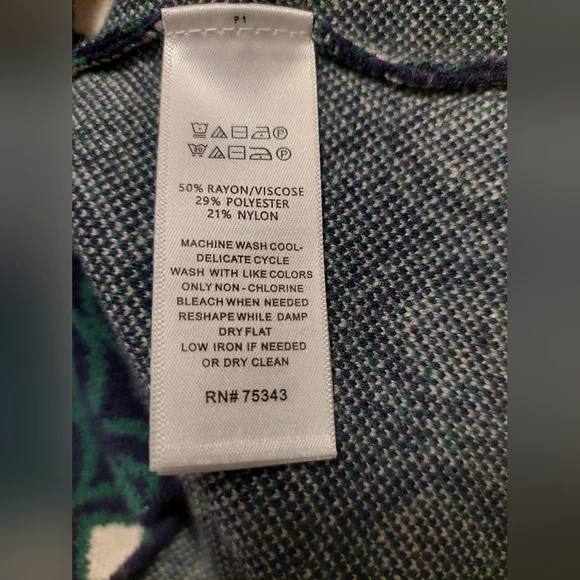 P1
30
50% RAYON/VISCOSE
29% POLYESTER
21% NYLON
MACHINE WASH COOL-
DELICATE CYCLE
WASH WITH LIKE COLORS
ONLY NON-CHLORINE
BLEACH WHEN NEEDED
RESHAPE WHILE DAMP
DRY FLAT
LOW IRON IF NEEDED
OR DRY CLEAN
RN# 75343